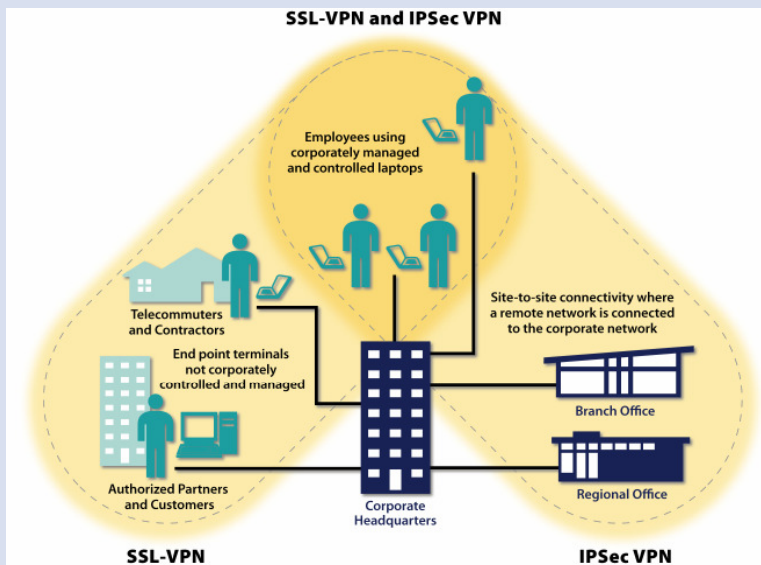 SSL-VPN and IPSec VPN
Employees using
corporately managed
and controlled laptops
Telecommuters
and Contractors
Site-to-site connectivity where
a remote network is connected
to the corporate network
End point terminals
not corporately
controlled and managed
Branch Office
Authorized Partners
and Customers
Corporate
Headquarters
Regional Office
SSL-VPN
IPSec VPN